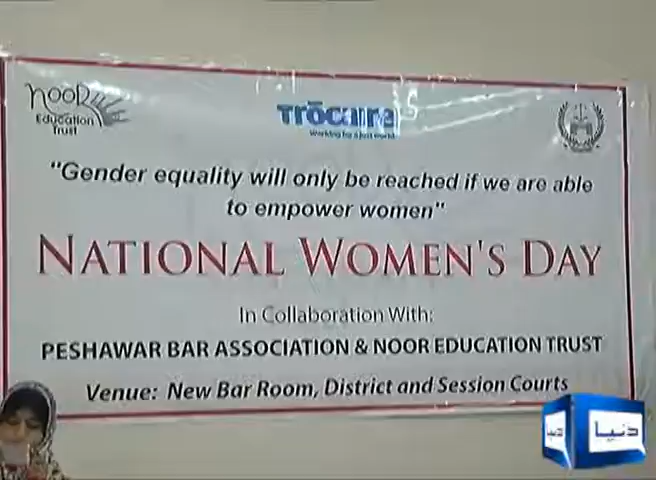 noor
Education
Trust
Trócaire
Working for a just world
"Gender equality will only be reached if we are able
to empower women"
NATIONAL WOMEN'S DAY
In Collaboration With:
PESHAWAR BAR ASSOCIATION & NOOR EDUCATION TRUST
Venue: New Bar Room, District and Session Courts
دنیا
دنیا